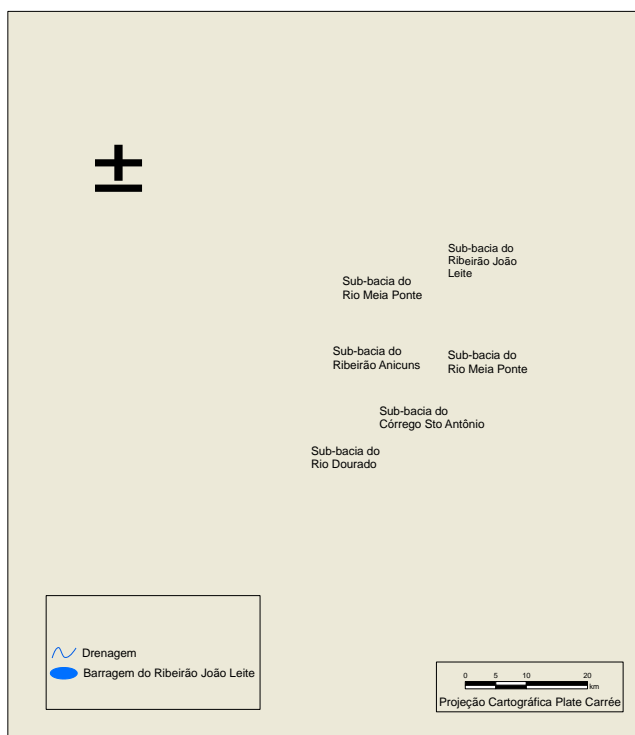 Sub-bacia do
Ribeirão João
Leite
Sub-bacia do
Rio Meia Ponte
Sub-bacia do
Ribeirão Anicuns
Sub-bacia do
Rio Meia Ponte
Sub-bacia do
Córrego Sto Antônio
Sub-bacia do
Rio Dourado
Drenagem
Barragem do Ribeirão João Leite
0 5 10 20
km
Projeção Cartográfica Plate Carrée